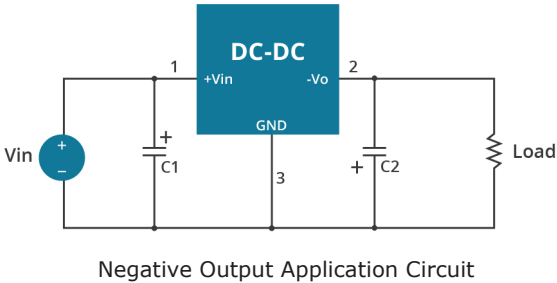 DC-DC
1
2
+Vin
-Vo
GND
+
+
C1
+
C2
Vin
−
Load
3
Negative Output Application Circuit